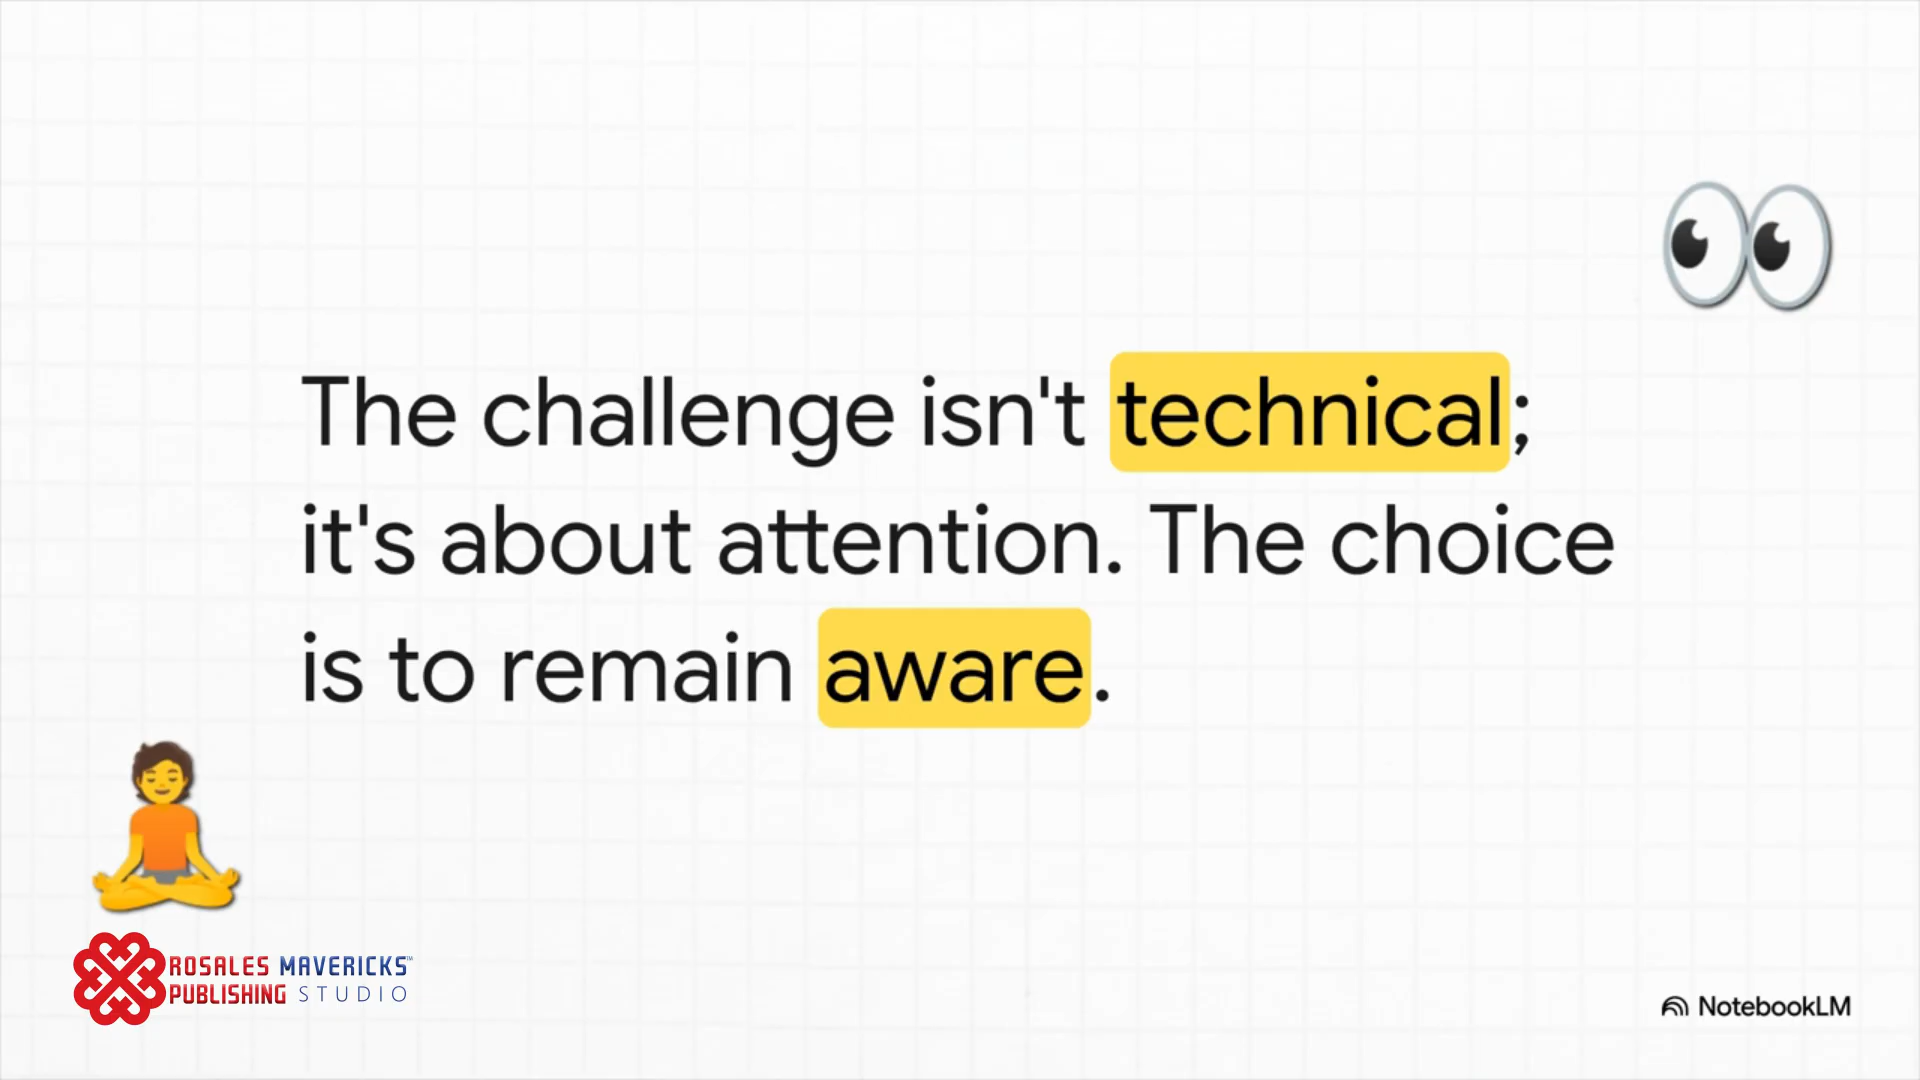 The challenge isn't technical;
it's about attention. The choice
is to remain aware.
ROSALES MAVERICKS™
PUBLISHING STUDIO
NotebookLM